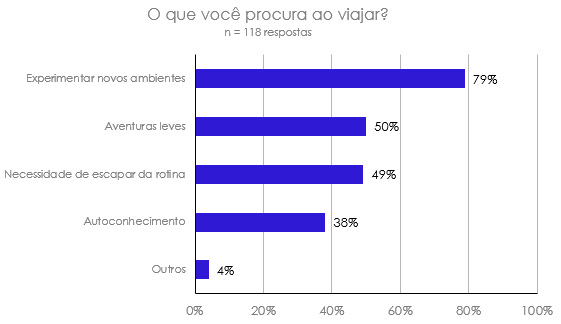 O que você procura ao viajar?
n = 118 respostas
Experimentar novos ambientes 79%
Aventuras leves 50%
Necessidade de escapar da rotina 49%
Autoconhecimento 38%
Outros 4%
0% 20% 40% 60% 80% 100%